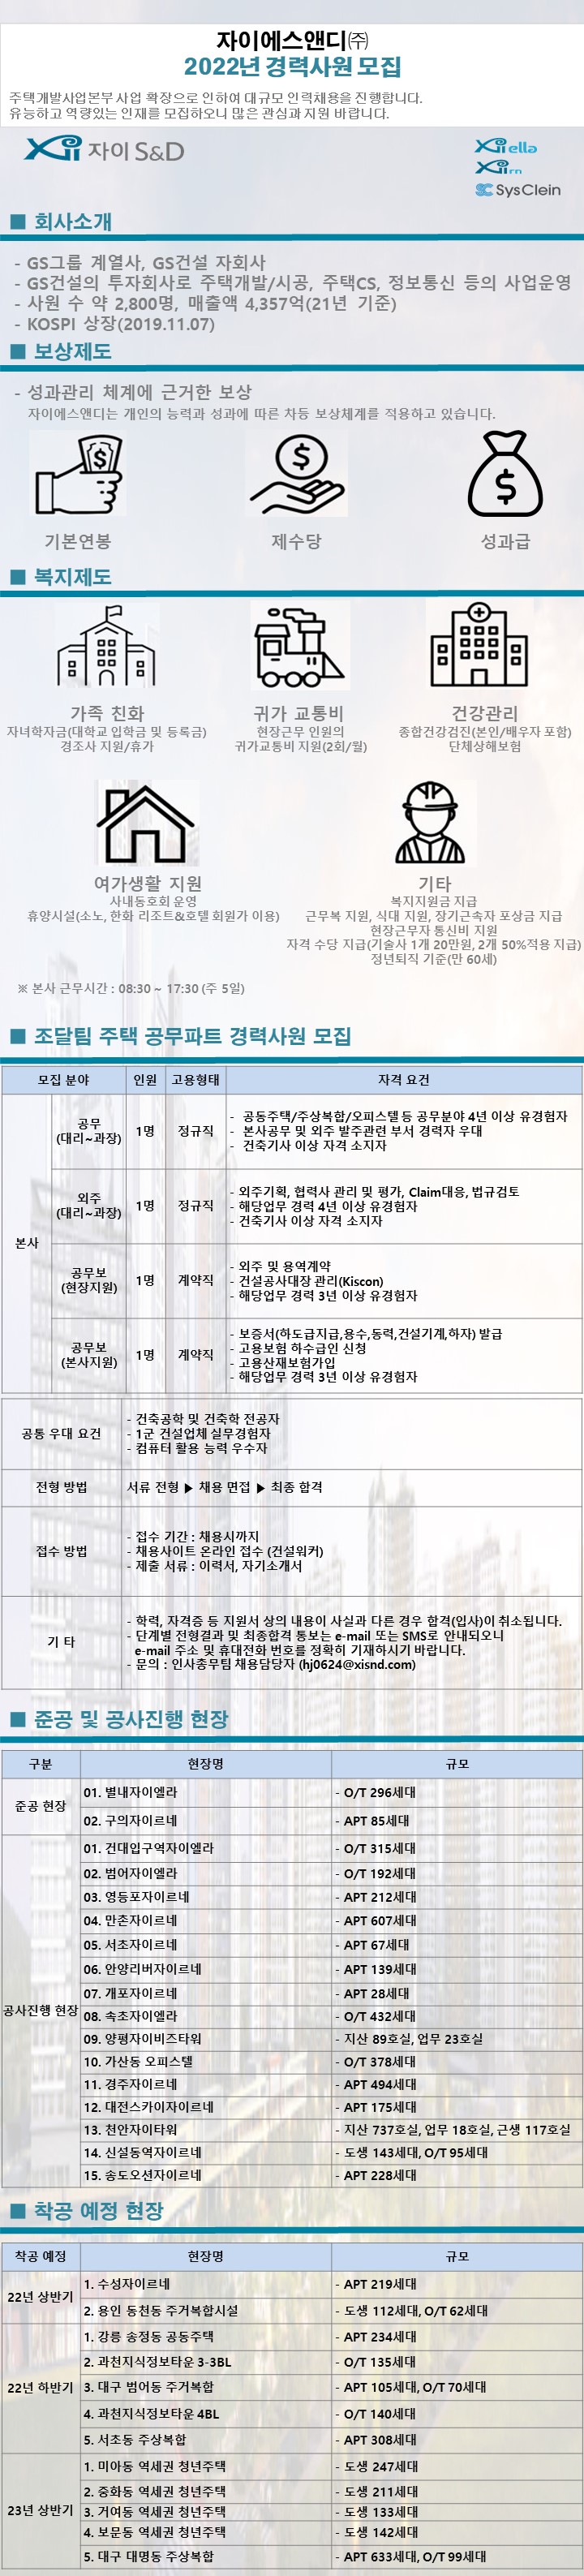 자이에스앤디㈜
2022년 경력사원 모집
주택개발사업본부 사업 확장으로 인하여 대규모 인력채용을 진행합니다.
유능하고 역량있는 인재를 모집하오니 많은 관심과 지원 바랍니다.
Xi 자이 S&D
Xi ella
Xi rn
SysClein
■ 회사소개
- GS그룹 계열사, GS건설 자회사
- GS건설의 투자회사로 주택개발/시공, 주택CS, 정보통신 등의 사업운영
- 사원 수 약 2,800명, 매출액 4,357억(21년 기준)
- KOSPI 상장(2019.11.07)
■ 보상제도
- 성과관리 체계에 근거한 보상
자이에스앤디는 개인의 능력과 성과에 따른 차등 보상체계를 적용하고 있습니다.
기본연봉 제수당 성과급
■ 복지제도
가족 친화
자녀학자금(대학교 입학금 및 등록금)
경조사 지원/휴가
귀가 교통비
현장근무 인원의
귀가교통비 지원(2회/월)
건강관리
종합건강검진(본인/배우자 포함)
단체상해보험
여가생활 지원
사내동호회 운영
휴양시설(소노, 한화 리조트&호텔 회원가 이용)
기타
복지지원금 지급
근무복 지원, 식대 지원, 장기근속자 포상금 지급
현장근무자 통신비 지원
자격 수당 지급(기술사 1개 20만원, 2개 50%적용 지급)
정년퇴직 기준(만 60세)
※ 본사 근무시간 : 08:30 ~ 17:30 (주 5일)
■ 조달팀 주택 공무파트 경력사원 모집
모집 분야 인원 고용형태 자격 요건
본사
공무
(대리~과장)
1명 정규직
- 공동주택/주상복합/오피스텔 등 공무분야 4년 이상 유경험자
- 본사공무 및 외주 발주관련 부서 경력자 우대
- 건축기사 이상 자격 소지자
외주
(대리~과장)
1명 정규직
- 외주기획, 협력사 관리 및 평가, Claim대응, 법규검토
- 해당업무 경력 4년 이상 유경험자
- 건축기사 이상 자격 소지자
공무보
(현장지원)
1명 계약직
- 외주 및 용역계약
- 건설공사대장 관리(Kiscon)
- 해당업무 경력 3년 이상 유경험자
공무보
(본사지원)
1명 계약직
- 보증서(하도급지급,용수,동력,건설기계,하자) 발급
- 고용보험 하수급인 신청
- 고용산재보험가입
- 해당업무 경력 3년 이상 유경험자
공통 우대 요건
- 건축공학 및 건축학 전공자
- 1군 건설업체 실무경험자
- 컴퓨터 활용 능력 우수자
전형 방법
서류 전형 ▶ 채용 면접 ▶ 최종 합격
접수 방법
- 접수 기간 : 채용시까지
- 채용사이트 온라인 접수 (건설워커)
- 제출 서류 : 이력서, 자기소개서
기 타
- 학력, 자격증 등 지원서 상의 내용이 사실과 다른 경우 합격(입사)이 취소됩니다.
- 단계별 전형결과 및 최종합격 통보는 e-mail 또는 SMS로 안내되오니
e-mail 주소 및 휴대전화 번호를 정확히 기재하시기 바랍니다.
- 문의 : 인사총무팀 채용담당자 (hj0624@xisnd.com)
■ 준공 및 공사진행 현장
구분 현장명 규모
준공 현장
01. 별내자이엘라 - O/T 296세대
02. 구의자이르네 - APT 85세대
공사진행 현장
01. 건대입구역자이엘라 - O/T 315세대
02. 범어자이엘라 - O/T 192세대
03. 영등포자이르네 - APT 212세대
04. 만촌자이르네 - APT 607세대
05. 서초자이르네 - APT 67세대
06. 안양리버자이르네 - APT 139세대
07. 개포자이르네 - APT 28세대
08. 속초자이엘라 - O/T 432세대
09. 양평자이비즈타워 - 지산 89호실, 업무 23호실
10. 가산동 오피스텔 - O/T 378세대
11. 경주자이르네 - APT 494세대
12. 대전스카이자이르네 - APT 175세대
13. 천안자이타워 - 지산 737호실, 업무 18호실, 근생 117호실
14. 신설동역자이르네 - 도생 143세대, O/T 95세대
15. 송도오션자이르네 - APT 228세대
■ 착공 예정 현장
착공 예정 현장명 규모
22년 상반기
1. 수성자이르네 - APT 219세대
2. 용인 동천동 주거복합시설 - 도생 112세대, O/T 62세대
22년 하반기
1. 강릉 송정동 공동주택 - APT 234세대
2. 과천지식정보타운 3-3BL - O/T 135세대
3. 대구 범어동 주거복합 - APT 105세대, O/T 70세대
4. 과천지식정보타운 4BL - O/T 140세대
5. 서초동 주상복합 - APT 308세대
23년 상반기
1. 미아동 역세권 청년주택 - 도생 247세대
2. 중화동 역세권 청년주택 - 도생 211세대
3. 거여동 역세권 청년주택 - 도생 133세대
4. 보문동 역세권 청년주택 - 도생 142세대
5. 대구 대명동 주상복합 - APT 633세대, O/T 99세대